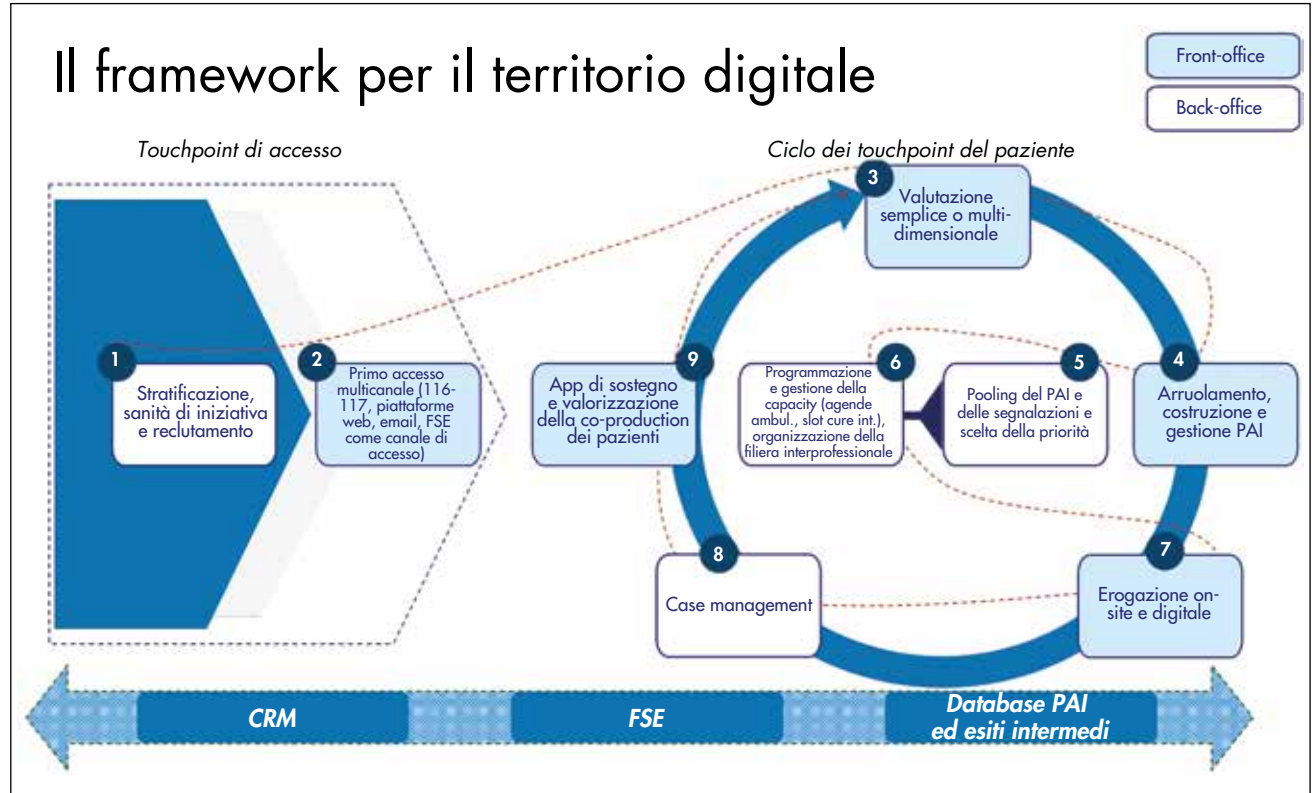 Il framework per il territorio digitale
Front-office
Back-office
Touchpoint di accesso
Ciclo dei touchpoint del paziente
1
Stratificazione,
sanità di iniziativa
e reclutamento
2
Primo accesso
multicanale (116-
117, piattaforme
web, email, FSE
come canale di
accesso)
3
Valutazione
semplice o multi-
dimensionale
9
App di sostegno
e valorizzazione
della co-production
dei pazienti
6
Programmazione
e gestione della
capacity (agende
ambul., slot cure int.),
organizzazione della
filiera interprofessionale
5
Pooling del PAI e
delle segnalazioni e
scelta della priorità
4
Arruolamento,
costruzione e
gestione PAI
8
Case management
7
Erogazione on-
site e digitale
CRM
FSE
Database PAI
ed esiti intermedi